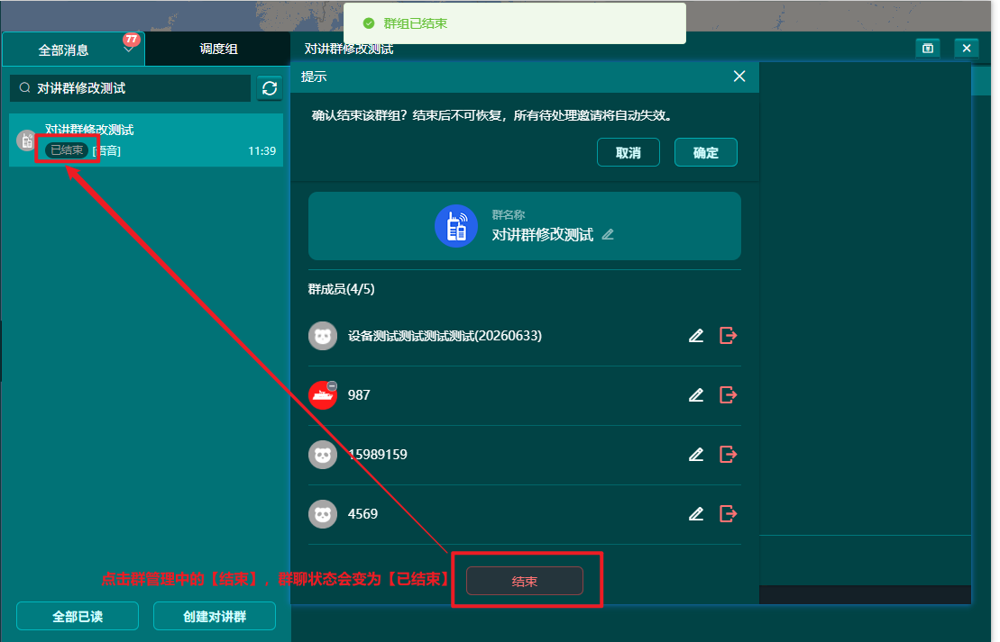 群组已结束
全部消息
77
调度组
对讲群修改测试
对讲群修改测试
对讲群修改测试
已结束
[语音]
11:39
提示
确认结束该群组？结束后不可恢复，所有待处理邀请将自动失效。
取消
确定
群名称
对讲群修改测试
群成员(4/5)
设备测试测试测试测试(20260633)
987
15989159
4569
点击群管理中的【结束】，群聊状态会变为【已结束】
结束
全部已读
创建对讲群